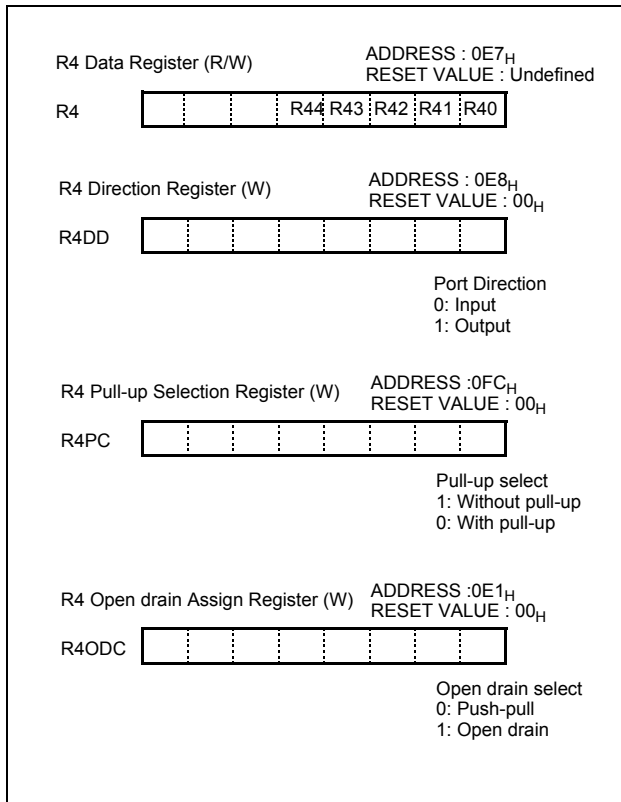 R4 Data Register (R/W)
ADDRESS : 0E7H
RESET VALUE : Undefined
R4
R44 R43 R42 R41 R40
R4 Direction Register (W)
ADDRESS : 0E8H
RESET VALUE : 00H
R4DD
Port Direction
0: Input
1: Output
R4 Pull-up Selection Register (W)
ADDRESS :0FCH
RESET VALUE : 00H
R4PC
Pull-up select
1: Without pull-up
0: With pull-up
R4 Open drain Assign Register (W)
ADDRESS :0E1H
RESET VALUE : 00H
R4ODC
Open drain select
0: Push-pull
1: Open drain